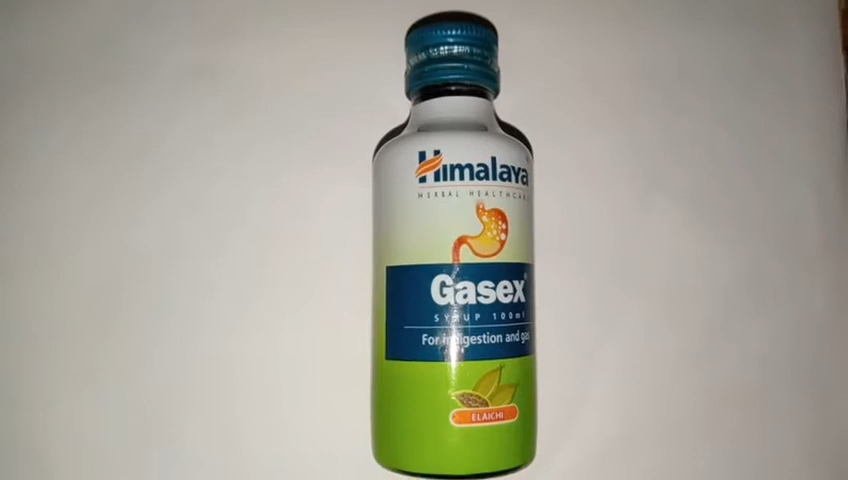 Himalaya
HERBAL HEALTHCARE
Gasex®
SYRUP 100ml
For indigestion and gas
ELAICHI